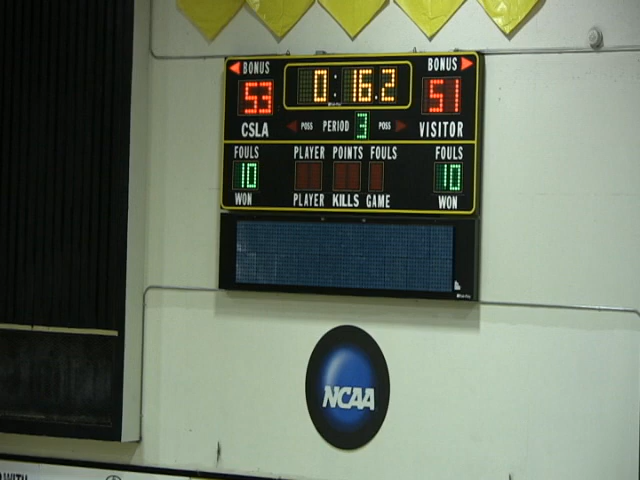 BONUS BONUS
53 0:16.2 51
CSLA POSS PERIOD 3 POSS VISITOR
FOULS PLAYER POINTS FOULS FOULS
10 10
WON PLAYER KILLS GAME WON
NCAA
WITH